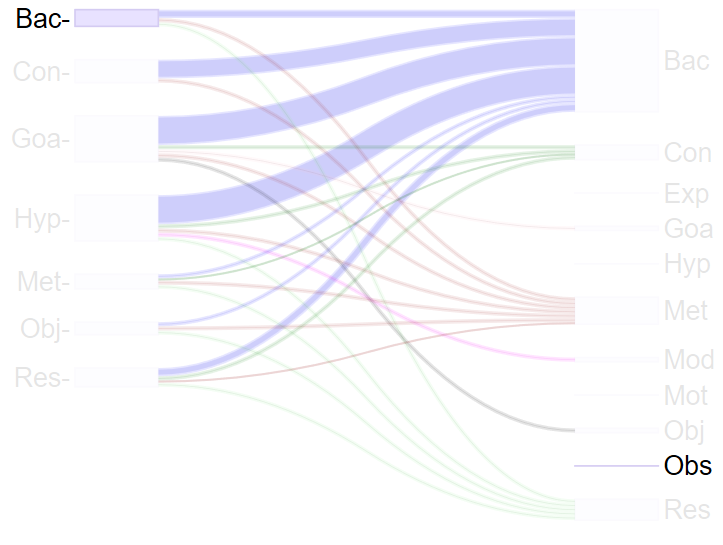 Bac-
Con-
Goa-
Hyp-
Met-
Obj-
Res-
Bac
Con
Exp
Goa
Hyp
Met
Mod
Mot
Obj
Obs
Res